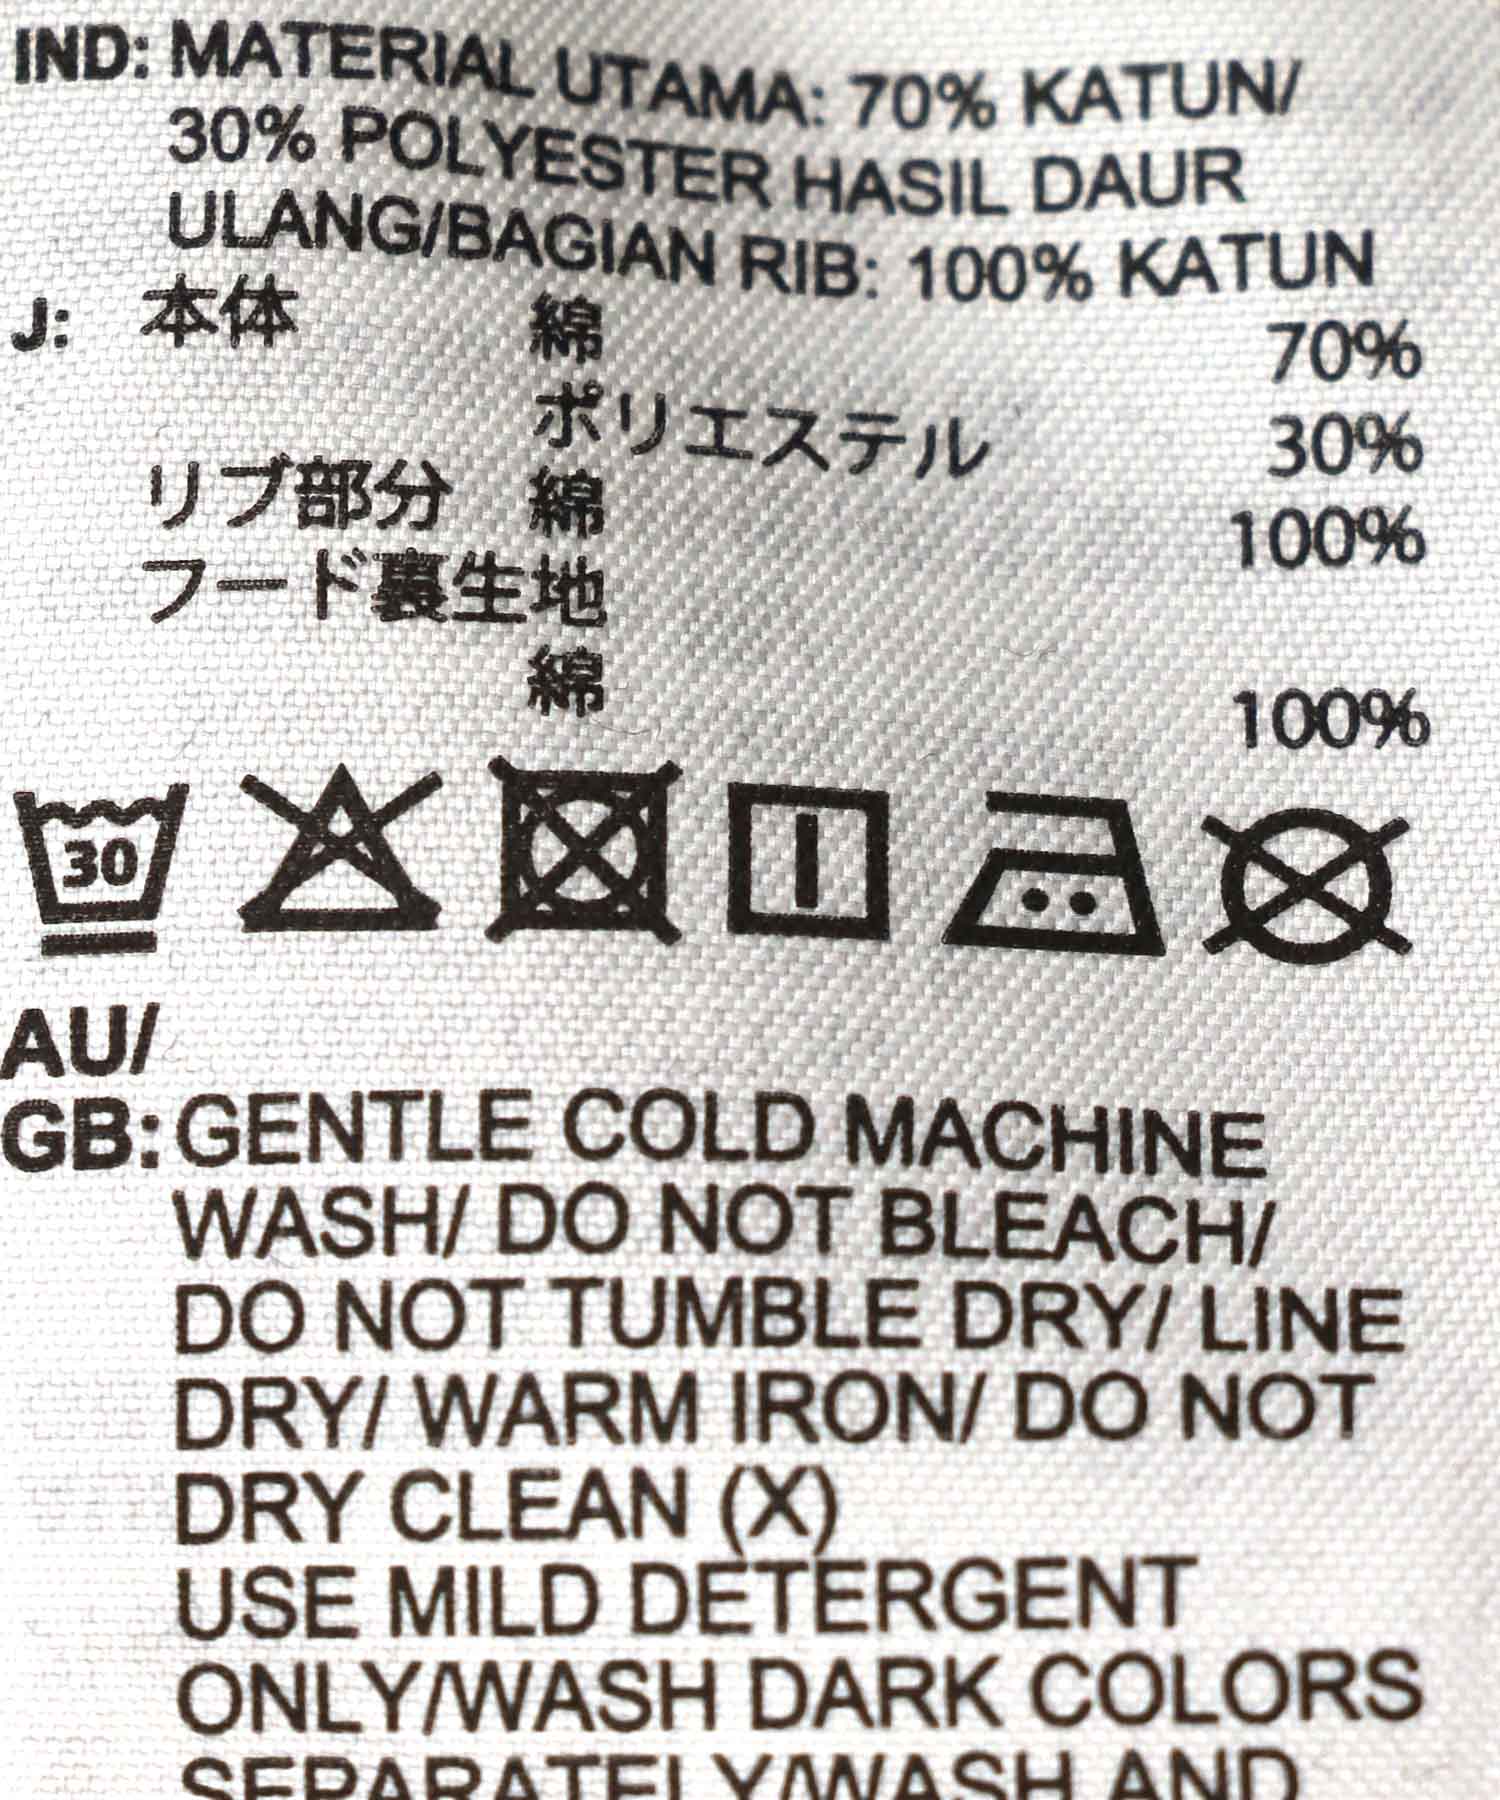 IND: MATERIAL UTAMA: 70% KATUN/
30% POLYESTER HASIL DAUR
ULANG/BAGIAN RIB: 100% KATUN
J: 本体 綿 70%
ポリエステル 30%
リブ部分 綿 100%
フード裏生地
綿 100%
30
AU/
GB: GENTLE COLD MACHINE
WASH/ DO NOT BLEACH/
DO NOT TUMBLE DRY/ LINE
DRY/ WARM IRON/ DO NOT
DRY CLEAN (X)
USE MILD DETERGENT
ONLY/WASH DARK COLORS
SEPARATELY/WASH AND